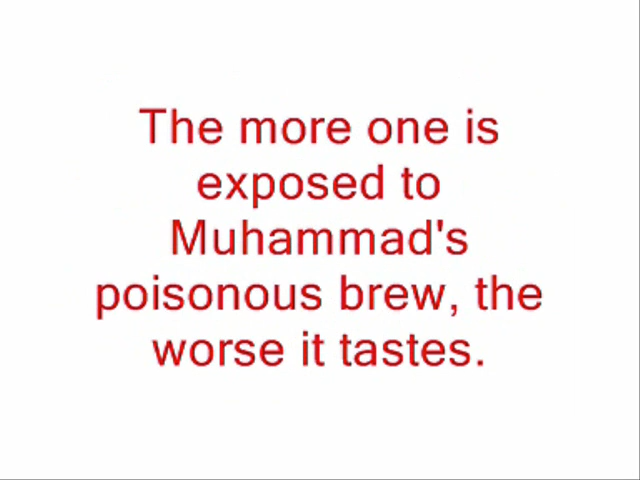 The more one is
exposed to
Muhammad's
poisonous brew, the
worse it tastes.